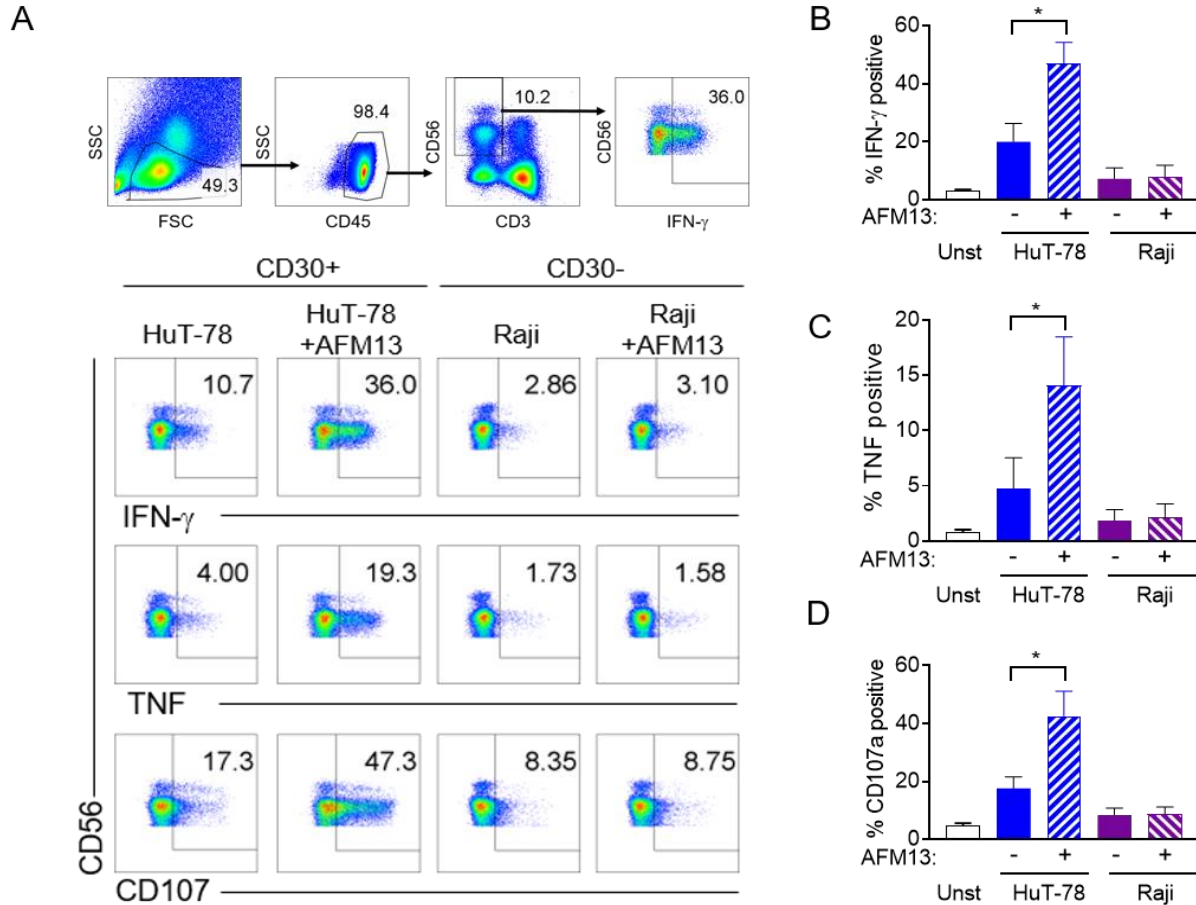 A
SSC
49.3
FSC
SSC
98.4
CD45
CD56
10.2
CD3
CD56
36.0
IFN-γ
CD30+
CD30-
HuT-78
HuT-78
+AFM13
Raji
Raji
+AFM13
10.7
36.0
2.86
3.10
IFN-γ
4.00
19.3
1.73
1.58
TNF
17.3
47.3
8.35
8.75
CD56
CD107
B
% IFN-γ positive
60
40
20
0
*
AFM13: - + - +
Unst HuT-78 Raji
C
% TNF positive
20
15
10
5
0
*
AFM13: - + - +
Unst HuT-78 Raji
D
% CD107a positive
60
40
20
0
*
AFM13: - + - +
Unst HuT-78 Raji